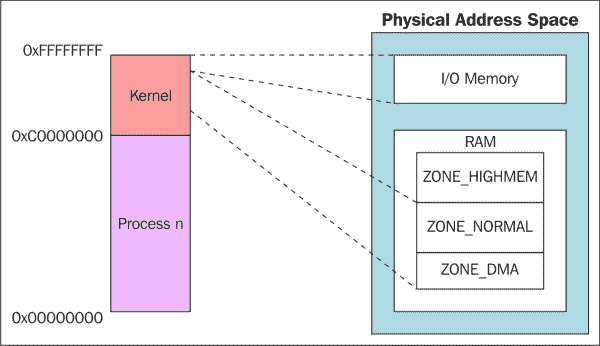 Physical Address Space
0xFFFFFFFF
Kernel
I/O Memory
0xC0000000
RAM
ZONE_HIGHMEM
Process n
ZONE_NORMAL
ZONE_DMA
0x00000000